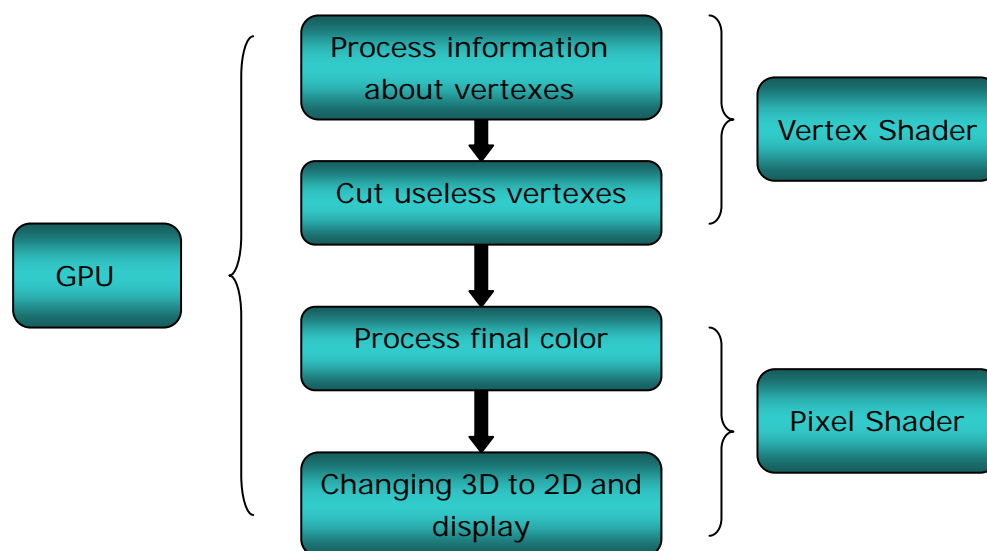 Process information
about vertexes
Vertex Shader
Cut useless vertexes
GPU
Process final color
Pixel Shader
Changing 3D to 2D and
display